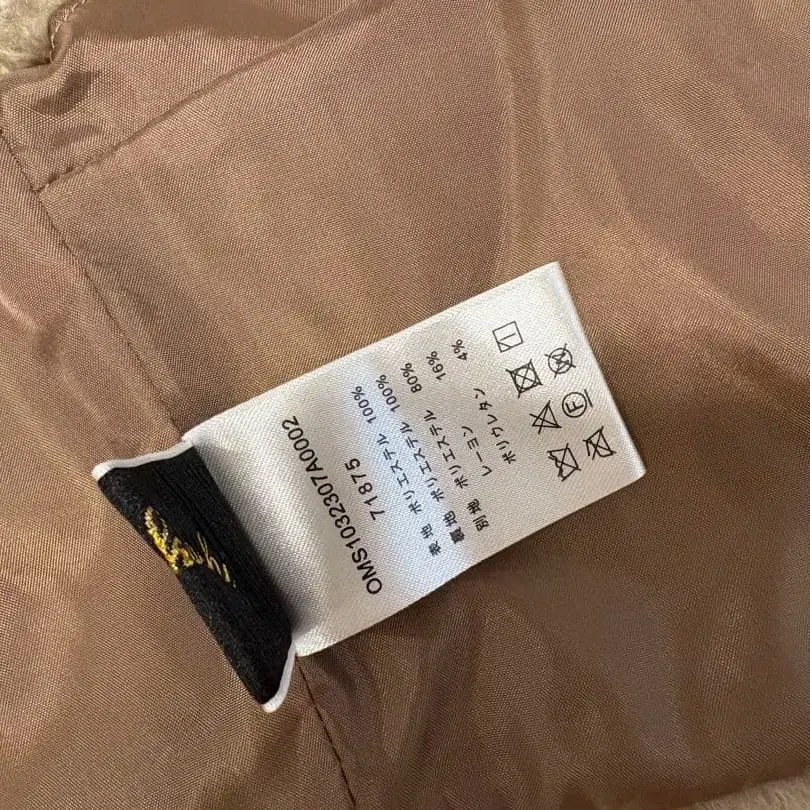 OMS1032307A0002
71875
表地 ポリエステル 100%
裏地 ポリエステル 100%
別地 ポリエステル 80%
レーヨン 16%
ポリウレタン 4%